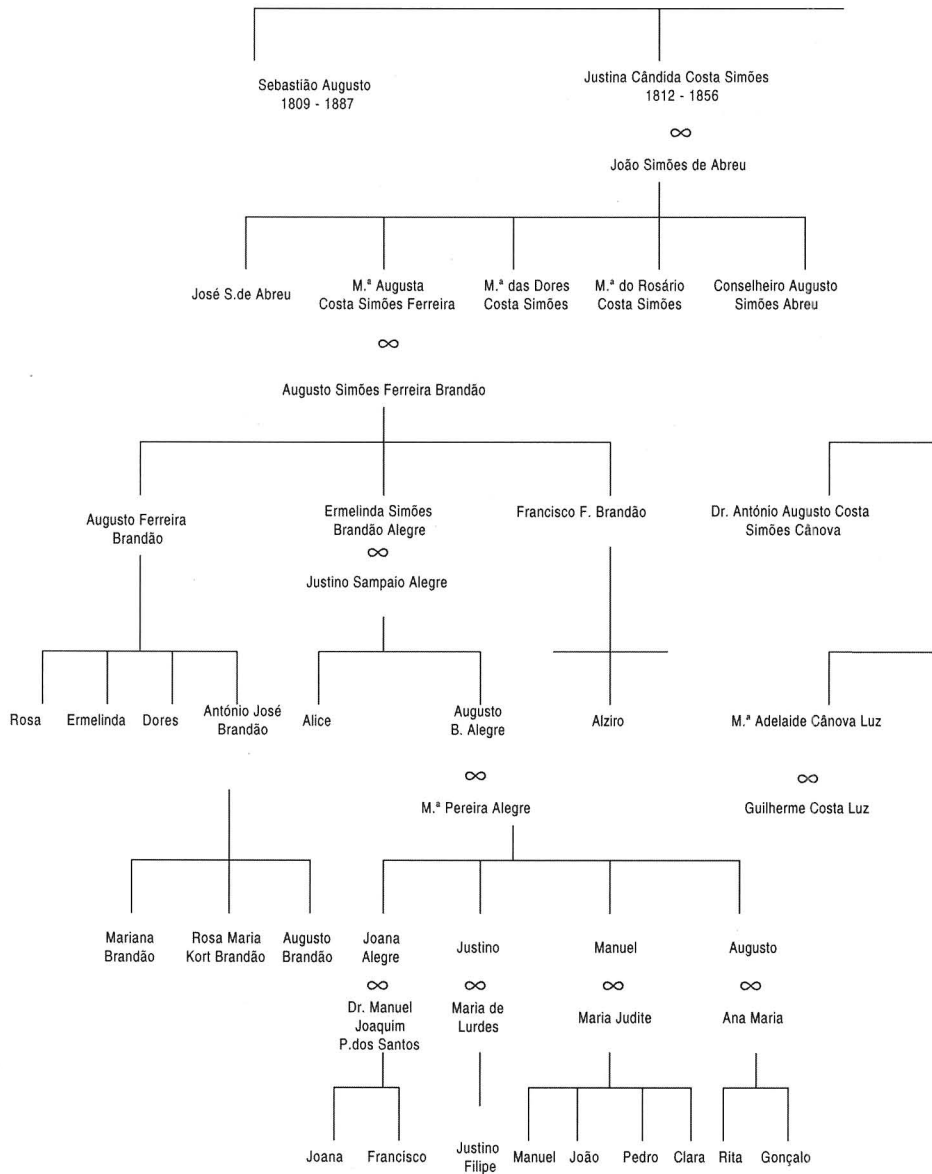 Sebastião Augusto
1809 - 1887
Justina Cândida Costa Simões
1812 - 1856
∞
João Simões de Abreu
José S.de Abreu
M.ª Augusta
Costa Simões Ferreira
M.ª das Dores
Costa Simões
M.ª do Rosário
Costa Simões
Conselheiro Augusto
Simões Abreu
∞
Augusto Simões Ferreira Brandão
Augusto Ferreira
Brandão
Ermelinda Simões
Brandão Alegre
∞
Justino Sampaio Alegre
Francisco F. Brandão
Dr. António Augusto Costa
Simões Cânova
Rosa
Ermelinda
Dores
António José
Brandão
Alice
Augusto
B. Alegre
Alziro
M.ª Adelaide Cânova Luz
∞
M.ª Pereira Alegre
∞
Guilherme Costa Luz
Mariana
Brandão
Rosa Maria
Kort Brandão
Augusto
Brandão
Joana
Alegre
∞
Dr. Manuel
Joaquim
P.dos Santos
Justino
∞
Maria de
Lurdes
Manuel
∞
Maria Judite
Augusto
∞
Ana Maria
Joana
Francisco
Justino
Filipe
Manuel
João
Pedro
Clara
Rita
Gonçalo